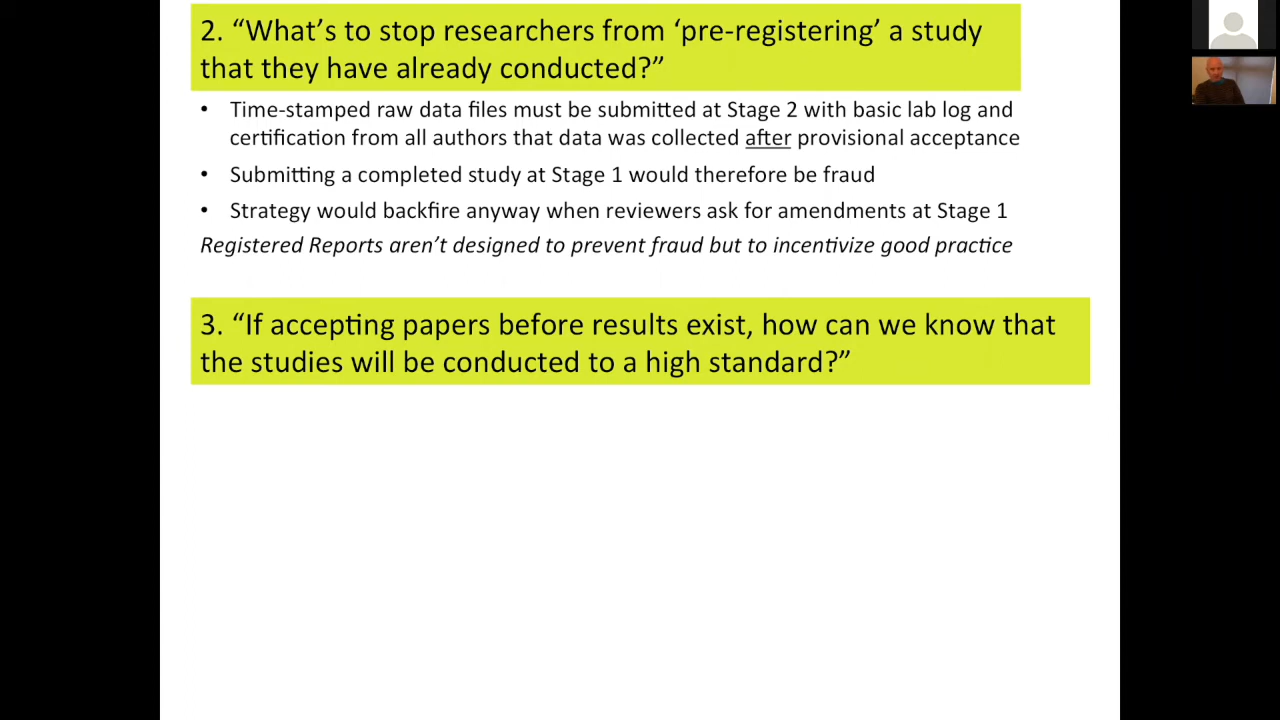 2. “What’s to stop researchers from ‘pre-registering’ a study
that they have already conducted?”
• Time-stamped raw data files must be submitted at Stage 2 with basic lab log and
certification from all authors that data was collected after provisional acceptance
• Submitting a completed study at Stage 1 would therefore be fraud
• Strategy would backfire anyway when reviewers ask for amendments at Stage 1
Registered Reports aren’t designed to prevent fraud but to incentivize good practice
3. “If accepting papers before results exist, how can we know that
the studies will be conducted to a high standard?”